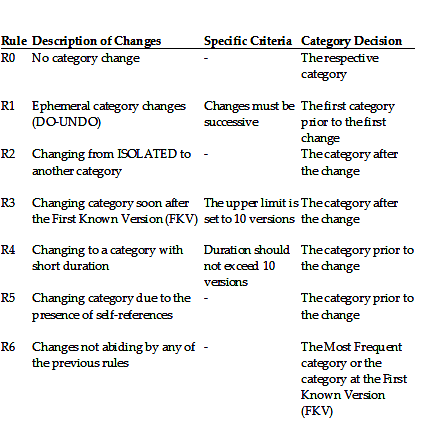 Rule Description of Changes Specific Criteria Category Decision
R0 No category change - The respective
category
R1 Ephemeral category changes Changes must be The first category
(DO-UNDO) successive prior to the first
change
R2 Changing from ISOLATED to - The category after
another category the change
R3 Changing category soon after The upper limit is The category after
the First Known Version (FKV) set to 10 versions the change
R4 Changing to a category with Duration should The category prior to
short duration not exceed 10 the change
versions
R5 Changing category due to the - The category prior to
presence of self-references the change
R6 Changes not abiding by any of - The Most Frequent
the previous rules category or the
category at the First
Known Version
(FKV)